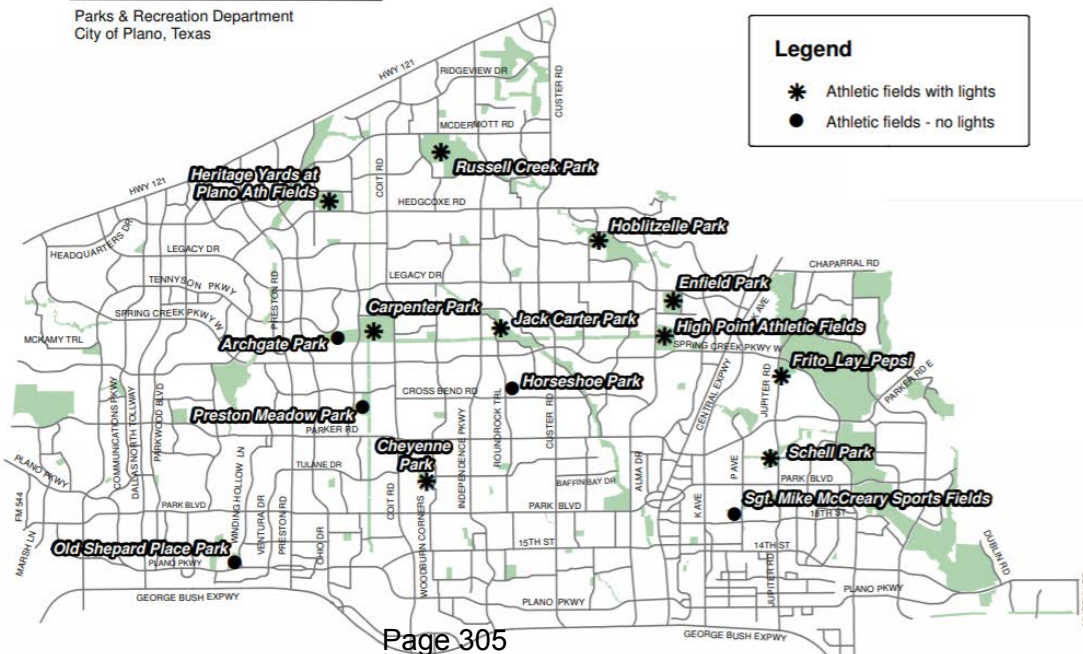 Parks & Recreation Department
City of Plano, Texas
Legend
Athletic fields with lights
Athletic fields - no lights
HWY 121
RIDGEVIEW DR
CUSTER RD
MCDERMOTT RD
Russell Creek Park
COIT RD
Heritage Yards at
Plano Ath Fields
HWY 121
HEDGCOXE RD
Hoblitzelle Park
HEADQUARTERS DR
LEGACY DR
CHAPARRAL RD
LEGACY DR
TENNYSON PKWY
PRESTON RD
Enfield Park
K AVE
Carpenter Park
SPRING CREEK PKWY W
Jack Carter Park
High Point Athletic Fields
MCKAMY TRL
Archgate Park
SPRING CREEK PKWY W
Frito_Lay_Pepsi
JUPITER RD
PARKER RD E
CENTRAL EXPWY
CROSS BEND RD
Horseshoe Park
COMMUNICATIONS PKWY
DALLAS NORTH TOLLWAY
PARKWOOD BLVD
Preston Meadow Park
PARKER RD
INDEPENDENCE PKWY
ROUNDROCK TRL
CUSTER RD
Cheyenne
Park
Schell Park
PLANO PKWY
TULANE DR
ALMA DR
P AVE
PARK BLVD
BAFFIN BAY DR
FM 544
PARK BLVD
WINDING HOLLOW LN
VENTURA DR
PRESTON RD
COIT RD
PARK BLVD
K AVE
Sgt. Mike McCreary Sports Fields
18TH ST
MARSH LN
Old Shepard Place Park
PLANO PKWY
OHIO DR
WOODBURN CORNERS
15TH ST
14TH ST
JUPITER RD
DUBLIN RD
GEORGE BUSH EXPWY
PLANO PKWY
PLANO PKWY
GEORGE BUSH EXPWY
Page 305